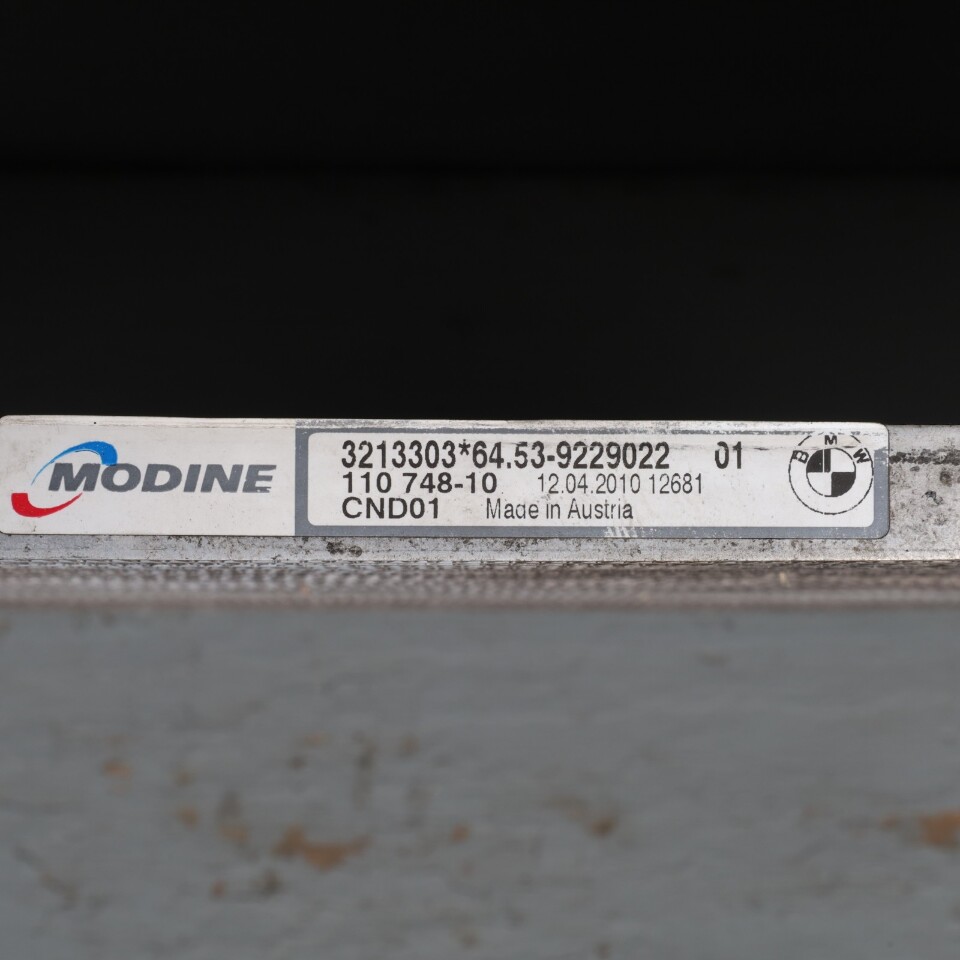 MODINE
3213303*64.53-9229022 01
110 748-10 12.04.2010 12681
CND01 Made in Austria
BMW